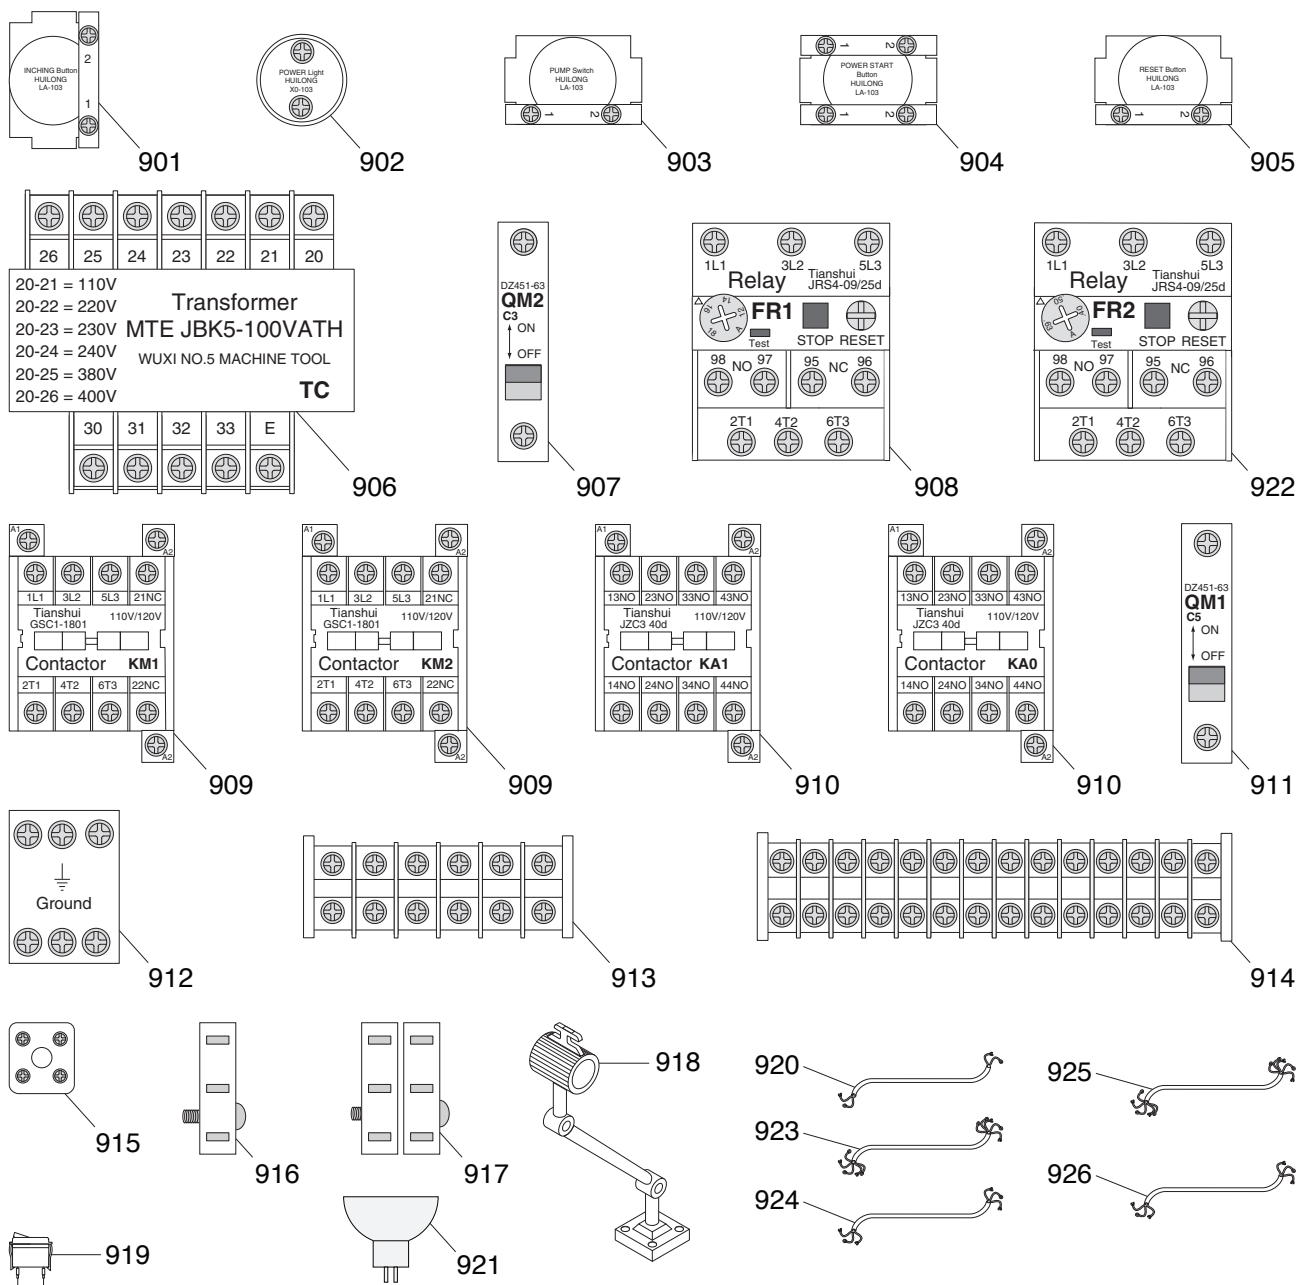 INCHING Button
HUILONG
LA-103
2
1
901
POWER Light
HUILONG
X0-103
902
PUMP Switch
HUILONG
LA-103
1
2
903
1
2
POWER START
Button
HUILONG
LA-103
1
2
904
RESET Button
HUILONG
LA-103
1
2
905
26 25 24 23 22 21 20
20-21 = 110V
20-22 = 220V
20-23 = 230V
20-24 = 240V
20-25 = 380V
20-26 = 400V
Transformer
MTE JBK5-100VATH
WUXI NO.5 MACHINE TOOL
TC
30 31 32 33 E
906
DZ451-63
QM2
C3
ON
OFF
907
1L1 3L2 5L3
Relay
Tianshui
JRS4-09/25d
16 14 12 18 A
FR1
Test
STOP RESET
98 NO 97 95 NC 96
2T1 4T2 6T3
908
1L1 3L2 5L3
Relay
Tianshui
JRS4-09/25d
50 40 63 A
FR2
Test
STOP RESET
98 NO 97 95 NC 96
2T1 4T2 6T3
922
A1
A2
1L1 3L2 5L3 21NC
Tianshui
GSC1-1801
110V/120V
Contactor KM1
2T1 4T2 6T3 22NC
A2
909
A1
A2
1L1 3L2 5L3 21NC
Tianshui
GSC1-1801
110V/120V
Contactor KM2
2T1 4T2 6T3 22NC
A2
909
A1
A2
13NO 23NO 33NO 43NO
Tianshui
JZC3 40d
110V/120V
Contactor KA1
14NO 24NO 34NO 44NO
A2
910
A1
A2
13NO 23NO 33NO 43NO
Tianshui
JZC3 40d
110V/120V
Contactor KA0
14NO 24NO 34NO 44NO
A2
910
DZ451-63
QM1
C5
ON
OFF
911
Ground
912
913
914
915
916
917
918
920
925
923
924
926
919
921